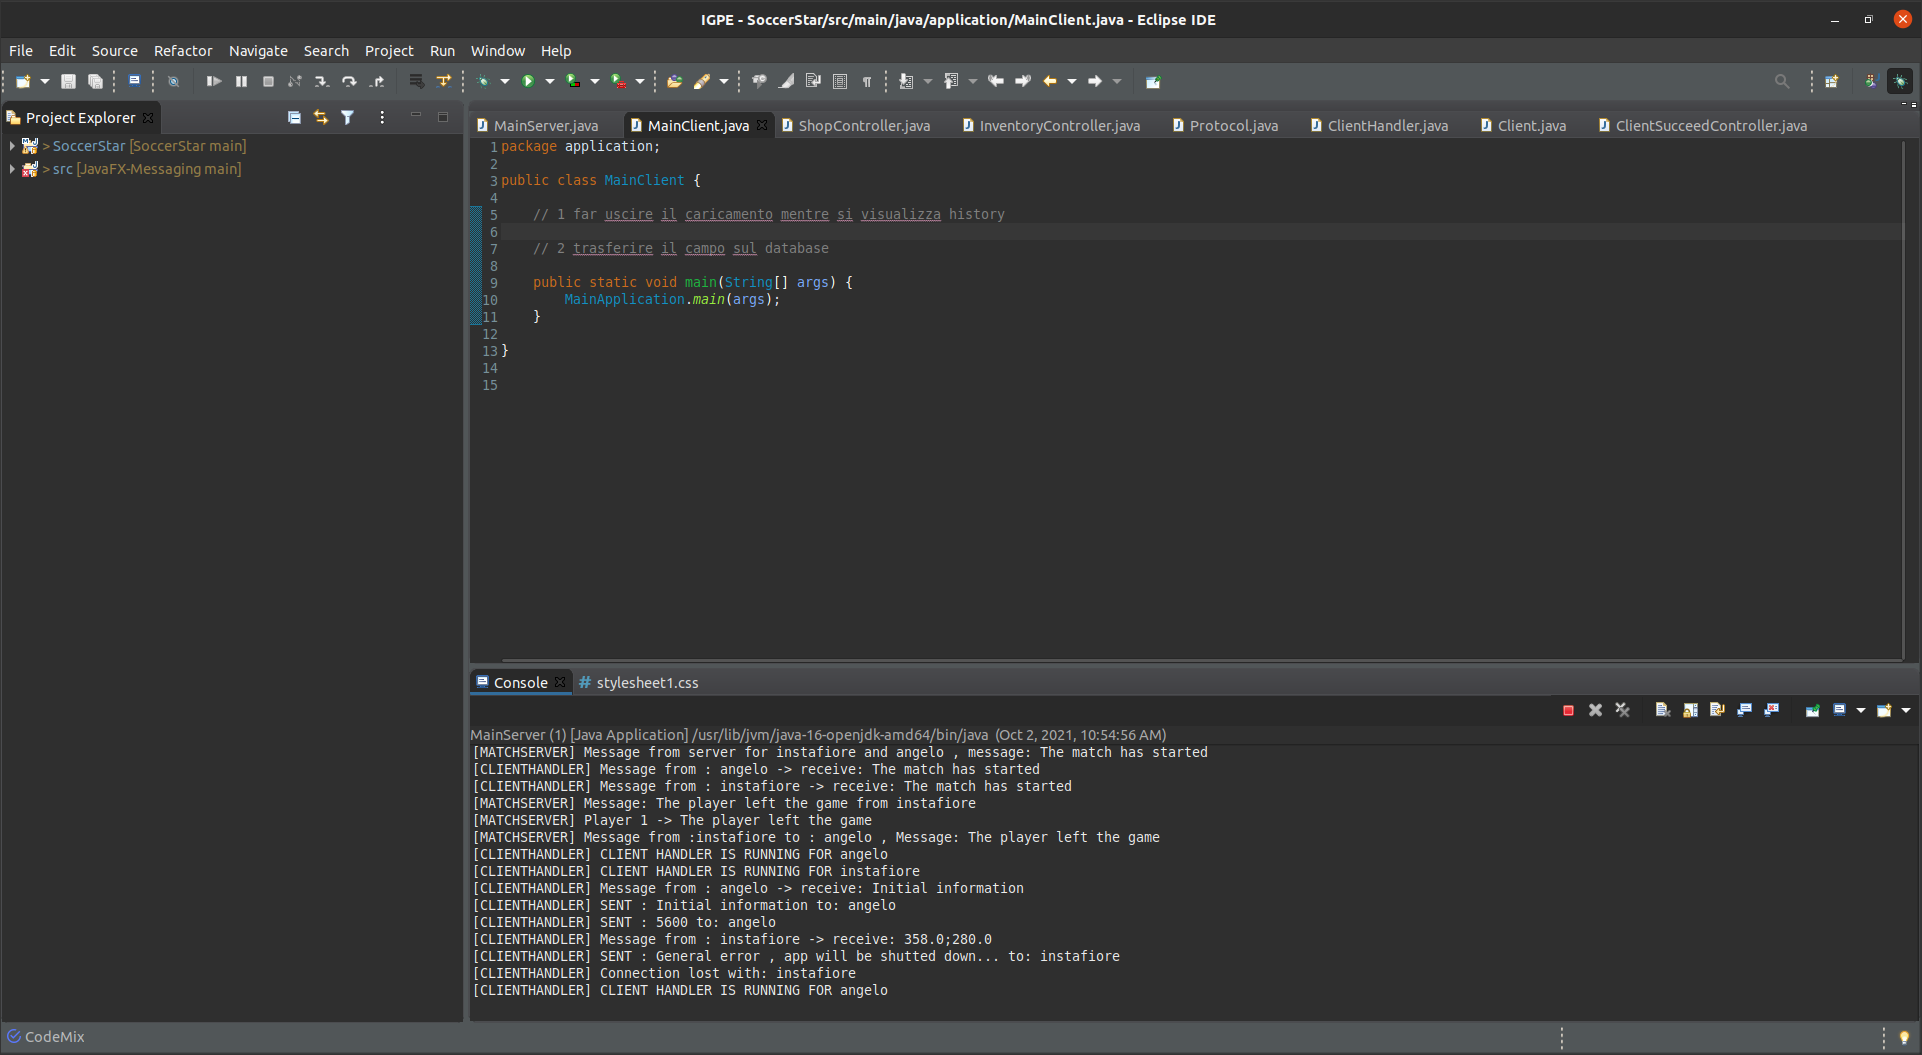 IGPE - SoccerStar/src/main/java/application/MainClient.java - Eclipse IDE
File Edit Source Refactor Navigate Search Project Run Window Help
Project Explorer
> SoccerStar [SoccerStar main]
> src [JavaFX-Messaging main]
MainServer.java MainClient.java ShopController.java InventoryController.java Protocol.java ClientHandler.java Client.java ClientSucceedController.java
1 package application;
2
3 public class MainClient {
4
5 // 1 far uscire il caricamento mentre si visualizza history
6
7 // 2 trasferire il campo sul database
8
9 public static void main(String[] args) {
10 MainApplication.main(args);
11 }
12
13 }
14
15
Console # stylesheet1.css
MainServer (1) [Java Application] /usr/lib/jvm/java-16-openjdk-amd64/bin/java (Oct 2, 2021, 10:54:56 AM)
[MATCHSERVER] Message from server for instafiore and angelo , message: The match has started
[CLIENTHANDLER] Message from : angelo -> receive: The match has started
[CLIENTHANDLER] Message from : instafiore -> receive: The match has started
[MATCHSERVER] Message: The player left the game from instafiore
[MATCHSERVER] Player 1 -> The player left the game
[MATCHSERVER] Message from :instafiore to : angelo , Message: The player left the game
[CLIENTHANDLER] CLIENT HANDLER IS RUNNING FOR angelo
[CLIENTHANDLER] CLIENT HANDLER IS RUNNING FOR instafiore
[CLIENTHANDLER] Message from : angelo -> receive: Initial information
[CLIENTHANDLER] SENT : Initial information to: angelo
[CLIENTHANDLER] SENT : 5600 to: angelo
[CLIENTHANDLER] Message from : instafiore -> receive: 358.0;280.0
[CLIENTHANDLER] SENT : General error , app will be shutted down... to: instafiore
[CLIENTHANDLER] Connection lost with: instafiore
[CLIENTHANDLER] CLIENT HANDLER IS RUNNING FOR angelo
CodeMix